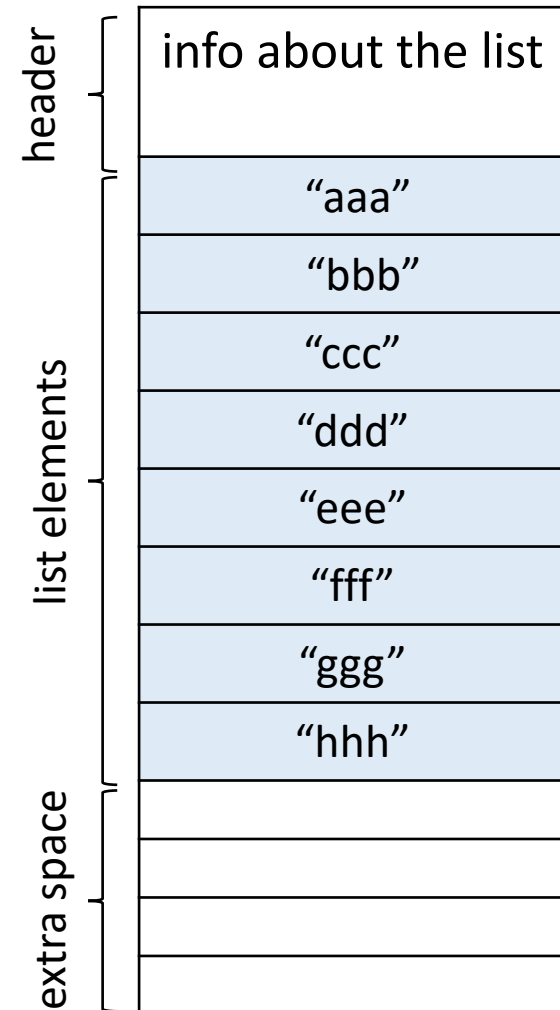 header
info about the list
list elements
“aaa”
“bbb”
“ccc”
“ddd”
“eee”
“fff”
“ggg”
“hhh”
extra space